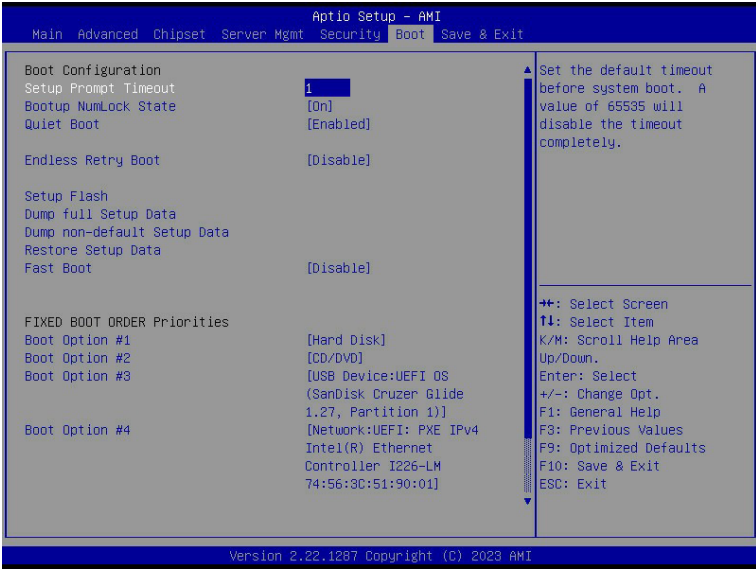 Aptio Setup - AMI
Main Advanced Chipset Server Mgmt Security Boot Save & Exit
Boot Configuration
Setup Prompt Timeout 1
Bootup NumLock State [On]
Quiet Boot [Enabled]
Endless Retry Boot [Disable]
Setup Flash
Dump full Setup Data
Dump non-default Setup Data
Restore Setup Data
Fast Boot [Disable]
FIXED BOOT ORDER Priorities
Boot Option #1 [Hard Disk]
Boot Option #2 [CD/DVD]
Boot Option #3 [USB Device:UEFI OS
(SanDisk Cruzer Glide
1.27, Partition 1)]
Boot Option #4 [Network:UEFI: PXE IPv4
Intel(R) Ethernet
Controller I226-LM
74:56:3C:51:90:01]
Set the default timeout
before system boot. A
value of 65535 will
disable the timeout
completely.
→←: Select Screen
↑↓: Select Item
K/M: Scroll Help Area
Up/Down.
Enter: Select
+/-: Change Opt.
F1: General Help
F3: Previous Values
F9: Optimized Defaults
F10: Save & Exit
ESC: Exit
Version 2.22.1287 Copyright (C) 2023 AMI